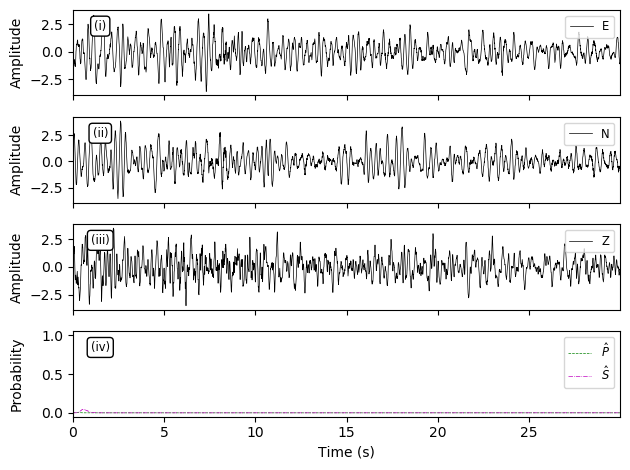 (i)
E
2.5
0.0
−2.5
Amplitude
(ii)
N
2.5
0.0
−2.5
Amplitude
(iii)
Z
2.5
0.0
−2.5
Amplitude
(iv)
P̂
Ŝ
1.0
0.5
0.0
Probability
0 5 10 15 20 25
Time (s)